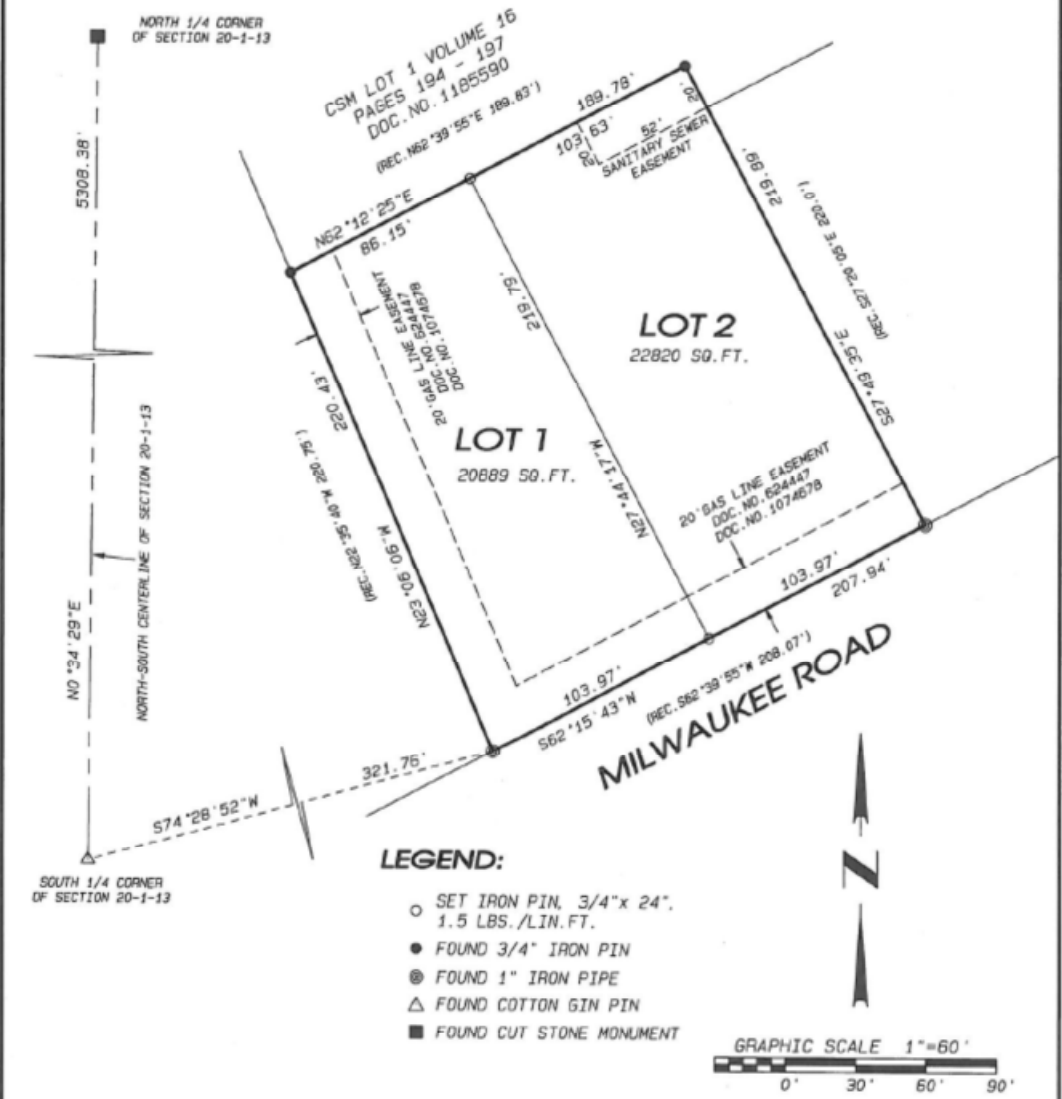 NORTH 1/4 CORNER
OF SECTION 20-1-13
CSM LOT 1 VOLUME 16
PAGES 194 - 197
DOC.NO.1185590
(REC.N62°39'55"E 189.83')
189.78'
N62°12'25"E
86.15'
103.63'
20'
52'
20'
SANITARY SEWER
EASEMENT
5308.38'
N0°34'29"E
NORTH-SOUTH CENTERLINE OF SECTION 20-1-13
220.43'
(REC.N22°35'40"W 220.75')
N23°06'06"W
20'GAS LINE EASEMENT
DOC.NO.624447
DOC.NO.1074678
219.79'
N27°44'17"W
219.89'
(REC.S27°20'05"E 220.0')
S27°49'35"E
LOT 2
22820 SQ.FT.
LOT 1
20889 SQ.FT.
20'GAS LINE EASEMENT
DOC.NO.624447
DOC.NO.1074678
103.97'
207.94'
103.97'
S62°15'43"W
(REC.S62°39'55"W 208.07')
MILWAUKEE ROAD
321.76'
S74°28'52"W
SOUTH 1/4 CORNER
OF SECTION 20-1-13
N
LEGEND:
SET IRON PIN, 3/4"x 24",
1.5 LBS./LIN.FT.
FOUND 3/4" IRON PIN
FOUND 1" IRON PIPE
FOUND COTTON GIN PIN
FOUND CUT STONE MONUMENT
GRAPHIC SCALE 1"=60'
0' 30' 60' 90'